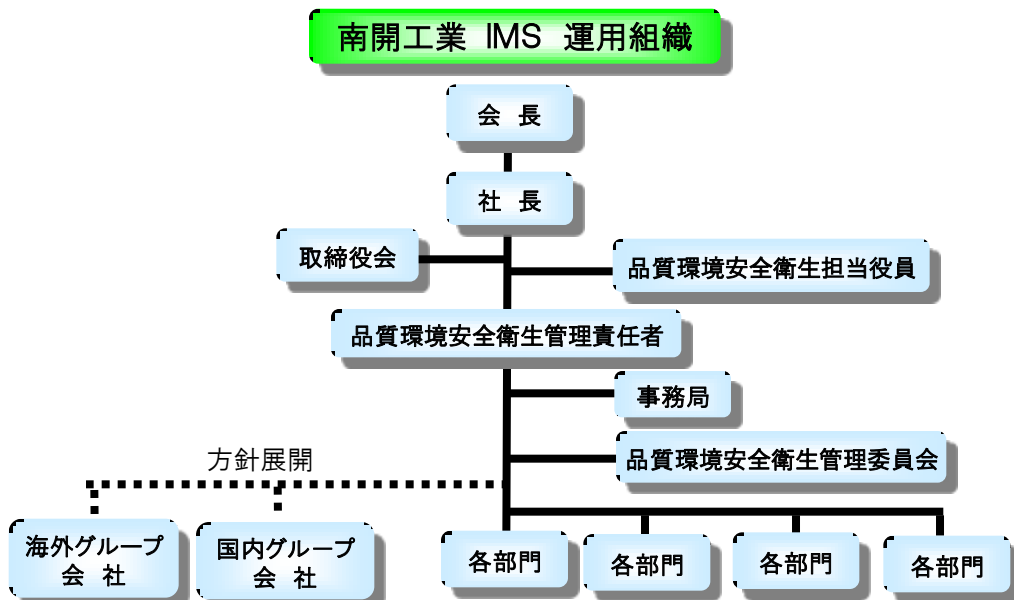 南開工業 IMS 運用組織
会 長
社 長
取締役会
品質環境安全衛生担当役員
品質環境安全衛生管理責任者
事務局
品質環境安全衛生管理委員会
方針展開
海外グループ
会 社
国内グループ
会 社
各部門
各部門
各部門
各部門